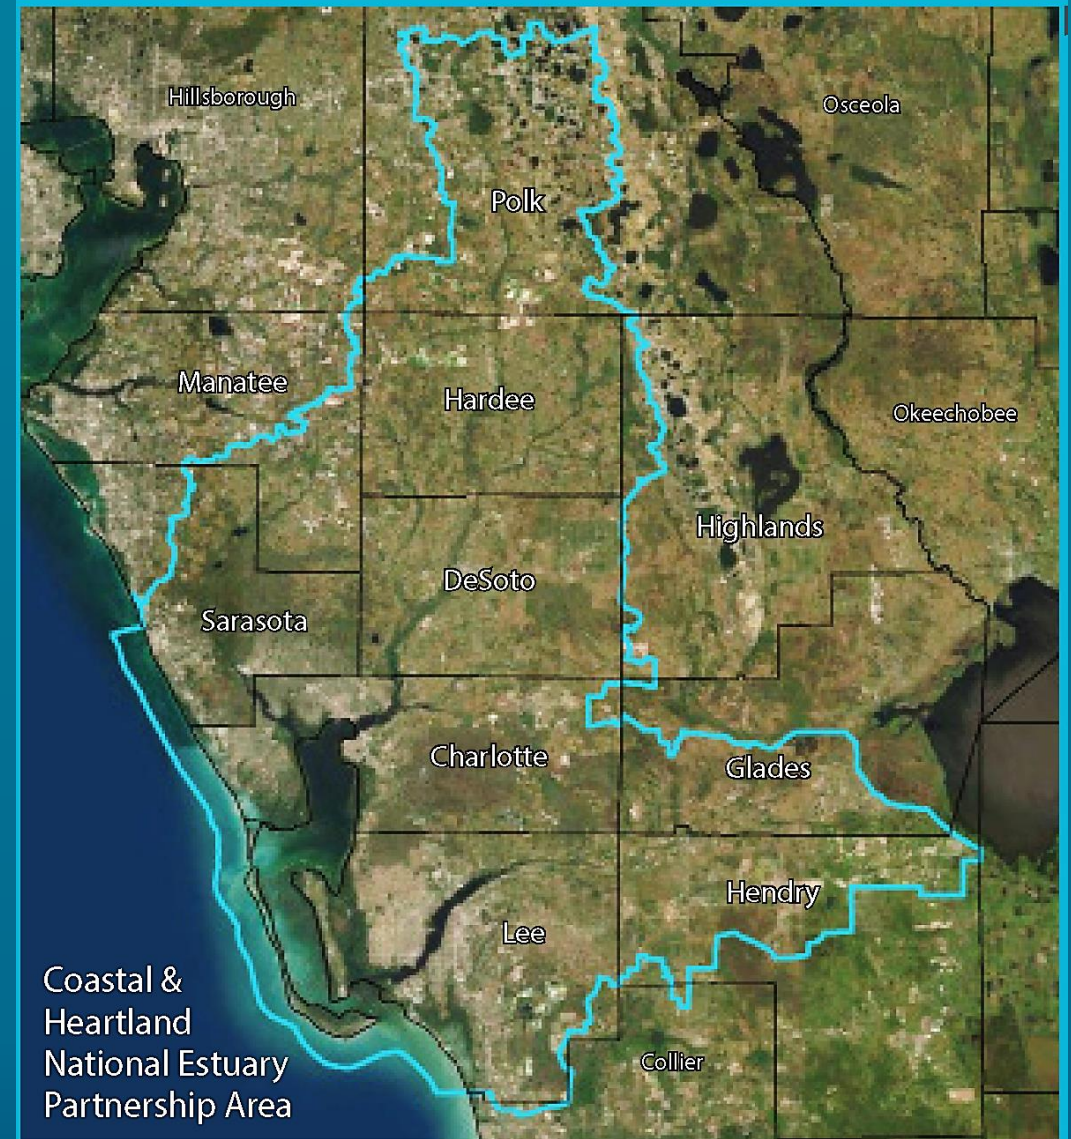 Hillsborough
Osceola
Polk
Manatee
Hardee
Okeechobee
Highlands
DeSoto
Sarasota
Charlotte
Glades
Hendry
Lee
Collier
Coastal &
Heartland
National Estuary
Partnership Area